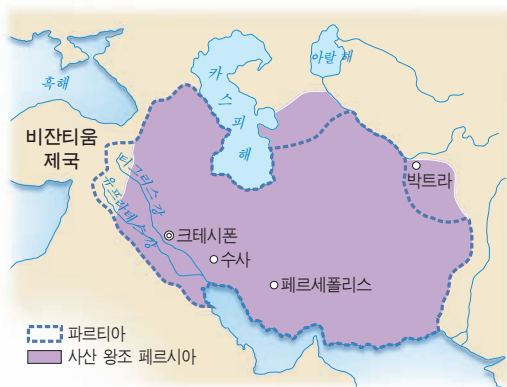 흑해
카스피해
아랄 해
비잔티움
제국
티그리스강
유프라테스강
박트라
크테시폰
수사
페르세폴리스
파르티아
사산 왕조 페르시아